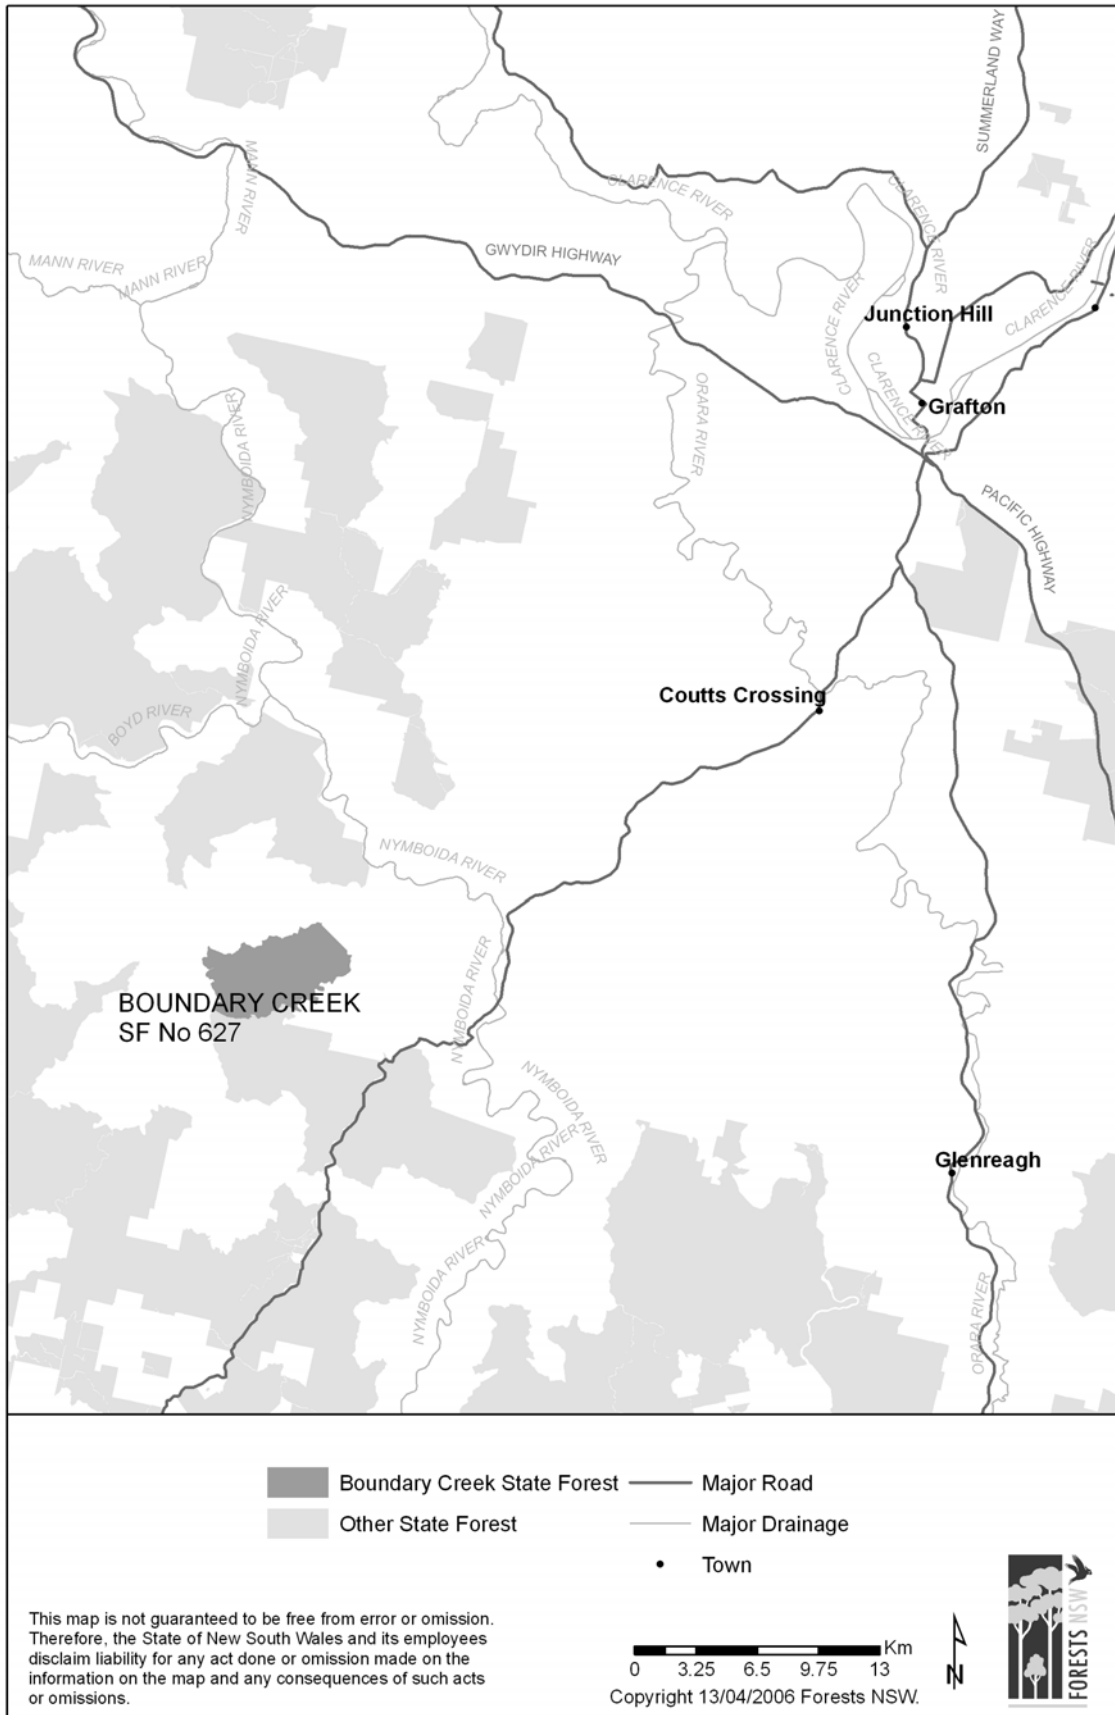 SUMMERLAND WAY
MANN RIVER
CLARENCE RIVER
CLARENCE RIVER
GWYDIR HIGHWAY
MANN RIVER
MANN RIVER
CLARENCE RIVER
CLARENCE RIVER
Junction Hill
CLARENCE RIVER
ORARA RIVER
Grafton
NYMBOIDA RIVER
PACIFIC HIGHWAY
NYMBOIDA RIVER
Coutts Crossing
BOYD RIVER
NYMBOIDA RIVER
NYMBOIDA RIVER
BOUNDARY CREEK
SF No 627
NYMBOIDA RIVER
NYMBOIDA RIVER
Glenreagh
NYMBOIDA RIVER
ORARA RIVER
Boundary Creek State Forest
Major Road
Other State Forest
Major Drainage
Town
This map is not guaranteed to be free from error or omission.
Therefore, the State of New South Wales and its employees
disclaim liability for any act done or omission made on the
information on the map and any consequences of such acts
or omissions.
Km
0 3.25 6.5 9.75 13
Copyright 13/04/2006 Forests NSW.
N
FORESTS NSW